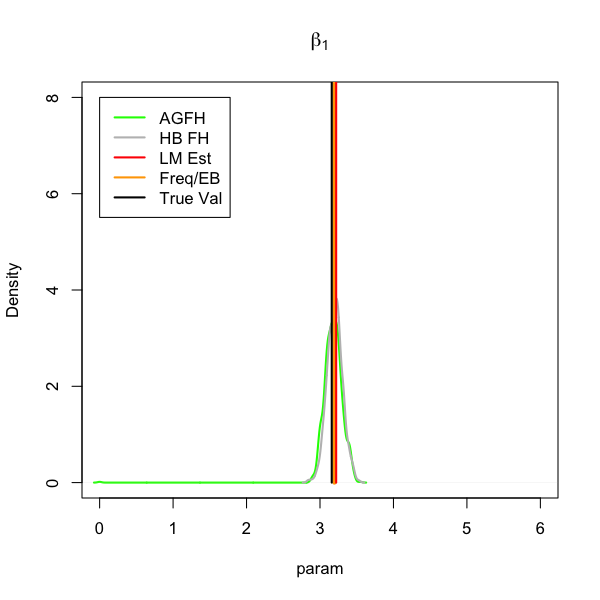 β1
AGFH
HB FH
LM Est
Freq/EB
True Val
Density
8
6
4
2
0
0 1 2 3 4 5 6
param